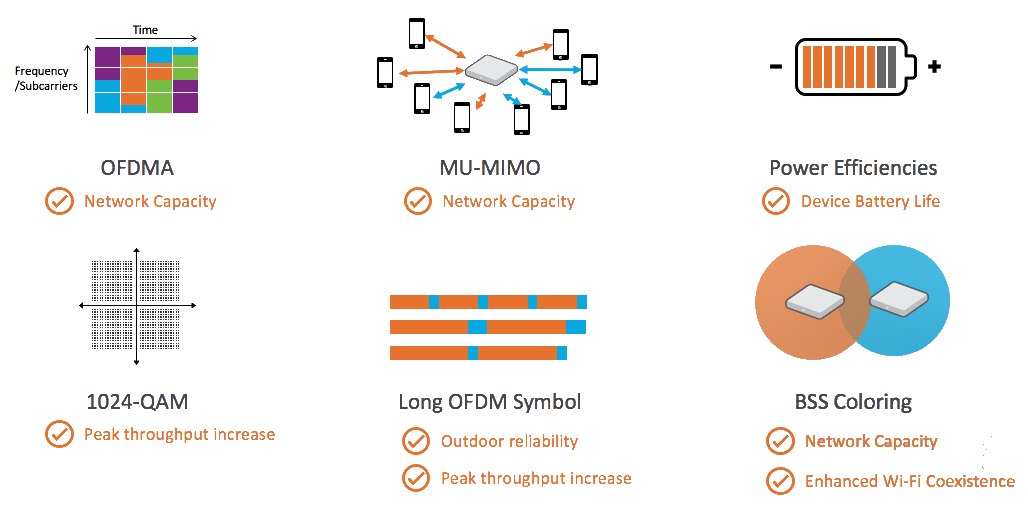 Time
Frequency
/Subcarriers
- +
OFDMA
Network Capacity
MU-MIMO
Network Capacity
Power Efficiencies
Device Battery Life
1024-QAM
Peak throughput increase
Long OFDM Symbol
Outdoor reliability
Peak throughput increase
BSS Coloring
Network Capacity
Enhanced Wi-Fi Coexistence